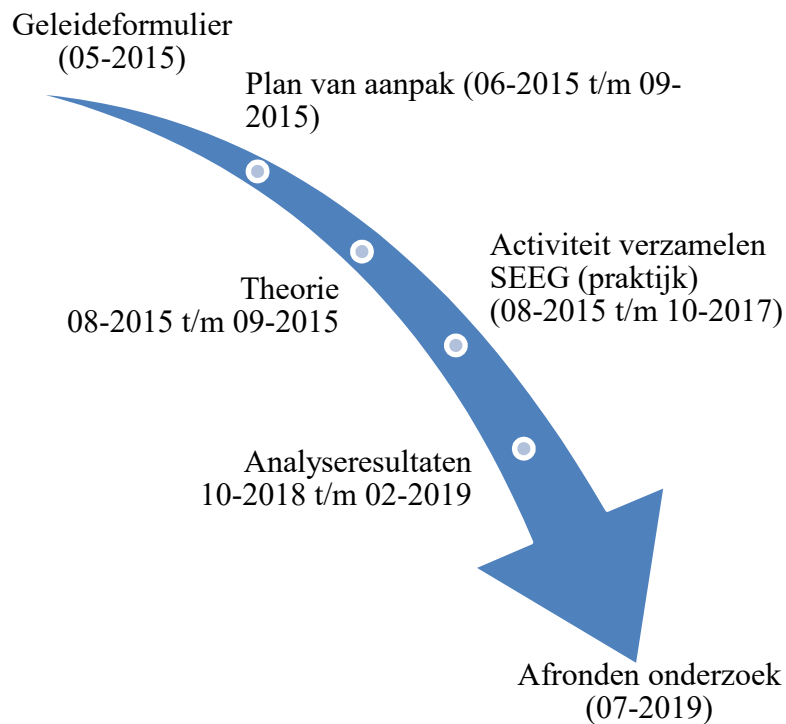 Geleideformulier
(05-2015)
Plan van aanpak (06-2015 t/m 09-
2015)
Theorie
08-2015 t/m 09-2015
Activiteit verzamelen
SEEG (praktijk)
(08-2015 t/m 10-2017)
Analyseresultaten
10-2018 t/m 02-2019
Afronden onderzoek
(07-2019)